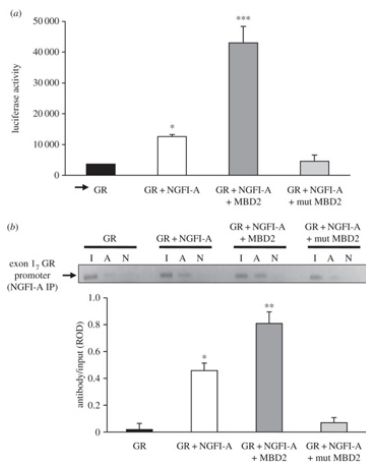 (a)
50 000
***
40 000
30 000
luciferase activity
20 000
*
10 000
0
GR
GR + NGFI-A
GR + NGFI-A
+ MBD2
GR + NGFI-A
+ mut MBD2
(b)
GR
GR + NGFI-A
GR + NGFI-A
+ MBD2
GR + NGFI-A
+ mut MBD2
exon 1₇ GR
promoter
(NGFI-A IP)
I A N
I A N
I A N
I A N
1.0
**
0.8
0.6
antibody/input (ROD)
*
0.4
0.2
0
GR
GR + NGFI-A
GR + NGFI-A
+ MBD2
GR + NGFI-A
+ mut MBD2